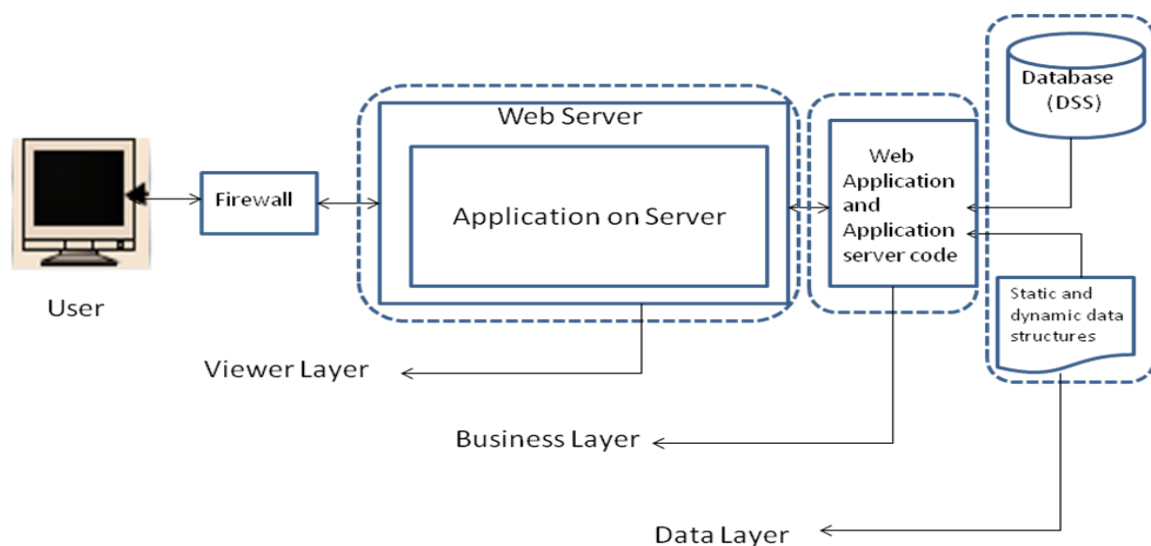 Database
(DSS)
Web Server
Web
Application
and
Application
server code
Firewall
Application on Server
User
Static and
dynamic data
structures
Viewer Layer
Business Layer
Data Layer